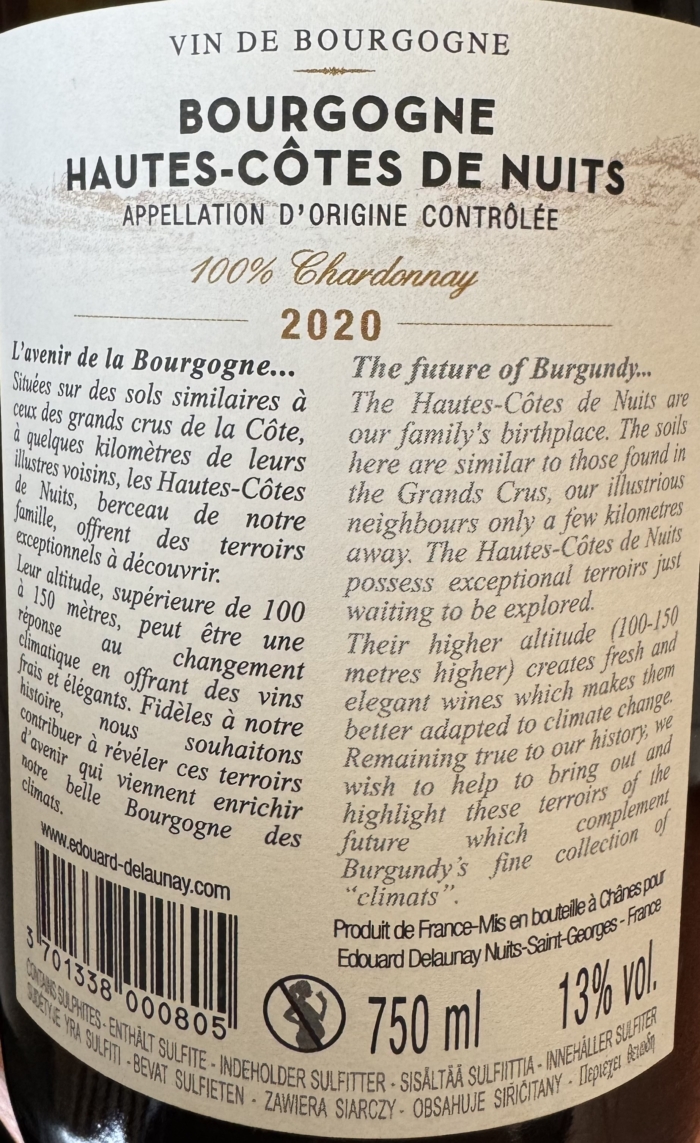 VIN DE BOURGOGNE
BOURGOGNE
HAUTES-CÔTES DE NUITS
APPELLATION D'ORIGINE CONTRÔLÉE
100% Chardonnay
2020
L'avenir de la Bourgogne...
Situées sur des sols similaires à
ceux des grands crus de la Côte,
à quelques kilomètres de leurs
illustres voisins, les Hautes-Côtes
de Nuits, berceau de notre
famille, offrent des terroirs
exceptionnels à découvrir.
Leur altitude, supérieure de 100
à 150 mètres, peut être une
réponse au changement
climatique en offrant des vins
frais et élégants. Fidèles à notre
histoire, nous souhaitons
contribuer à révéler ces terroirs
d'avenir qui viennent enrichir
notre belle Bourgogne des
climats.
The future of Burgundy...
The Hautes-Côtes de Nuits are
our family's birthplace. The soils
here are similar to those found in
the Grands Crus, our illustrious
neighbours only a few kilometres
away. The Hautes-Côtes de Nuits
possess exceptional terroirs just
waiting to be explored.
Their higher altitude (100-150
metres higher) creates fresh and
elegant wines which makes them
better adapted to climate change.
Remaining true to our history, we
wish to help to bring out and
highlight these terroirs of the
future which complement
Burgundy's fine collection of
“climats”.
www.edouard-delaunay.com
3 701338 000805
Produit de France-Mis en bouteille à Chânes pour
Edouard Delaunay Nuits-Saint-Georges - France
750 ml
13% vol.
CONTAINS SULPHITES - ENTHÄLT SULFITE - INDEHOLDER SULFITTER - SISÄLTÄÄ SULFIITTIA - INNEHÅLLER SULFITER
SUDĖTYJE YRA SULFITI - BEVAT SULFIETEN - ZAWIERA SIARCZY - OBSAHUJE SIŘIČITANY - Περιέχει θειώδη